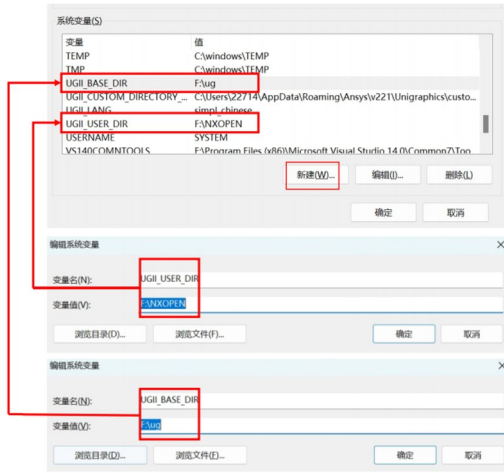 系统变量(S)
变量 值
TEMP C:\windows\TEMP
TMP C:\windows\TEMP
UGII_BASE_DIR F:\ug
UGII_CUSTOM_DIRECTORY_... C:\Users\22714\AppData\Roaming\Ansys\v221\Unigraphics\custo...
UGII_LANG simpl_chinese
UGII_USER_DIR F:\NXOPEN
USERNAME SYSTEM
VS140COMNTOOLS F:\Program Files (x86)\Microsoft Visual Studio 14.0\Common7\Too
新建(W)... 编辑(I)... 删除(L)
确定 取消
编辑系统变量
变量名(N): UGII_USER_DIR
变量值(V): F:\NXOPEN
浏览目录(D)... 浏览文件(F)... 确定 取消
编辑系统变量
变量名(N): UGII_BASE_DIR
变量值(V): F:\ug
浏览目录(D)... 浏览文件(F)... 确定 取消